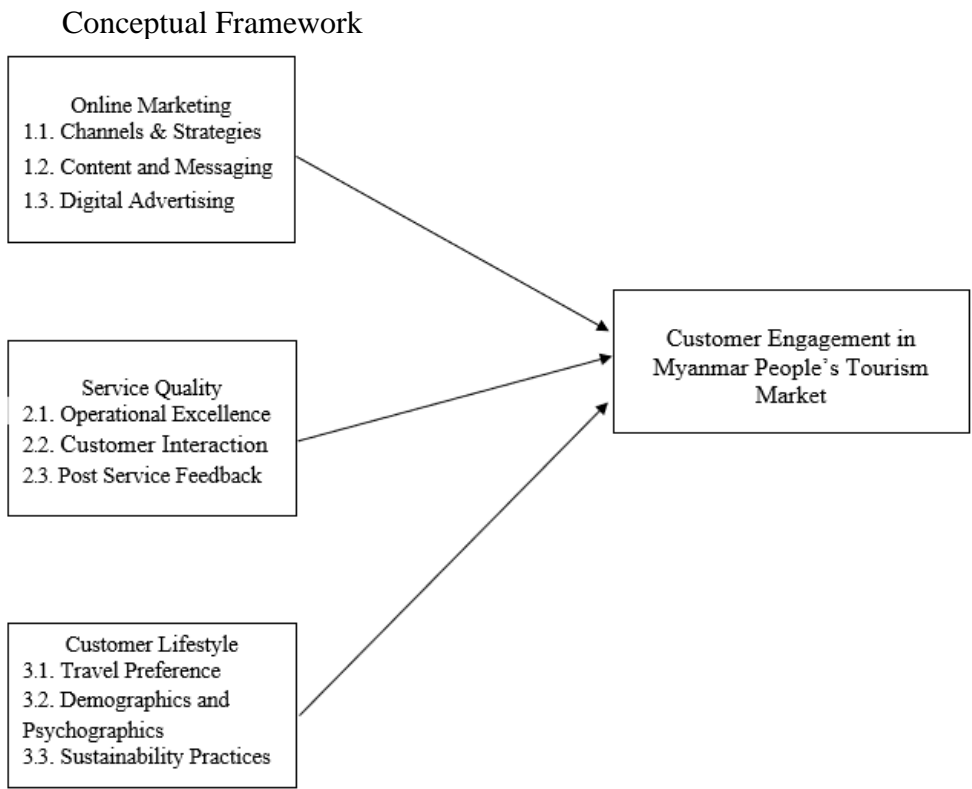 Conceptual Framework
Online Marketing
1.1. Channels & Strategies
1.2. Content and Messaging
1.3. Digital Advertising
Service Quality
2.1. Operational Excellence
2.2. Customer Interaction
2.3. Post Service Feedback
Customer Lifestyle
3.1. Travel Preference
3.2. Demographics and
Psychographics
3.3. Sustainability Practices
Customer Engagement in
Myanmar People's Tourism
Market